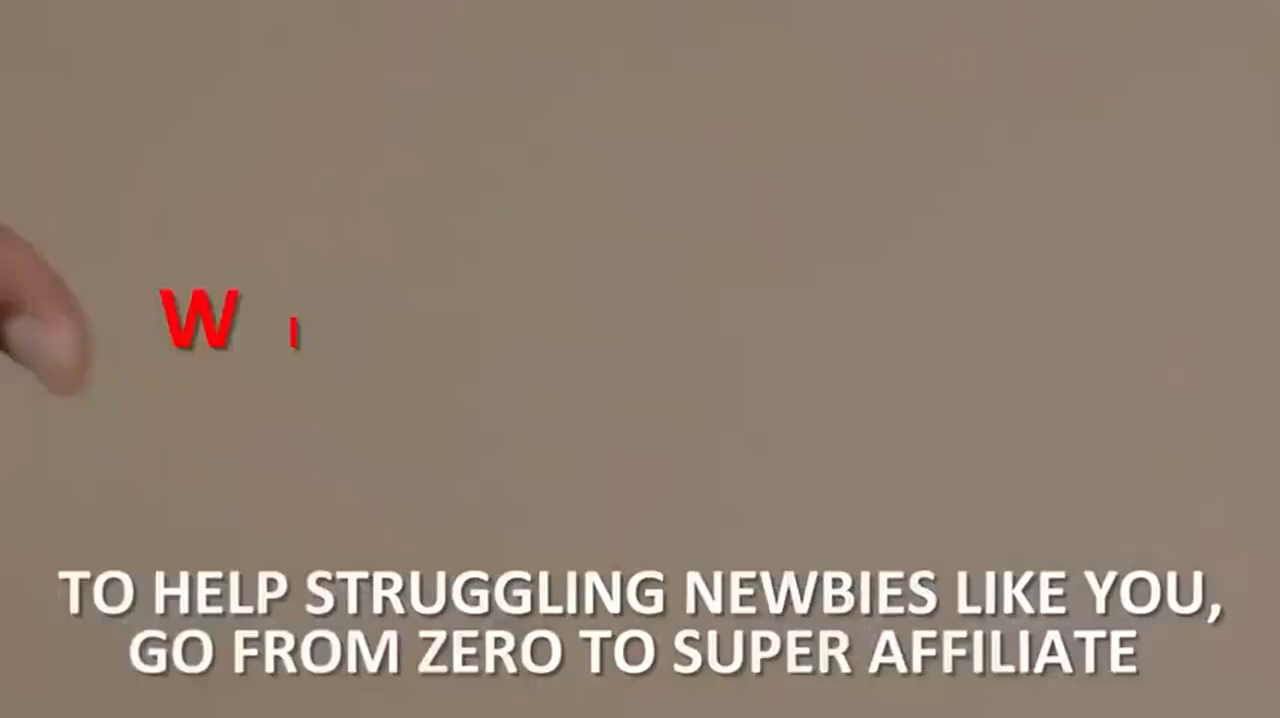 W I
TO HELP STRUGGLING NEWBIES LIKE YOU,
GO FROM ZERO TO SUPER AFFILIATE